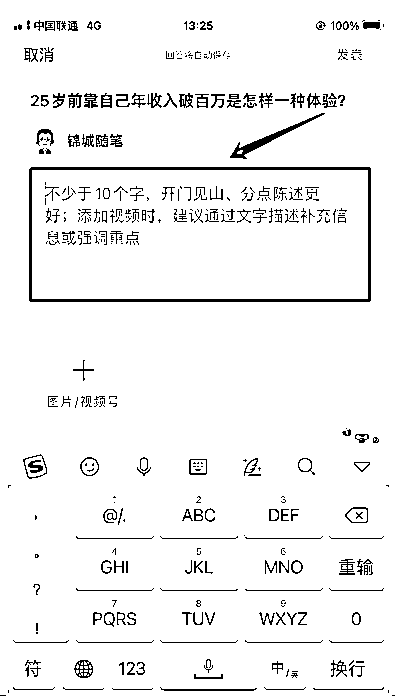 中国联通 4G 13:25 100%
取消 回答将自动保存 发表
25岁前靠自己年收入破百万是怎样一种体验?
锦城随笔
不少于10个字，开门见山、分点陈述更
好；添加视频时，建议通过文字描述补充信
息或强调重点
图片/视频号
S
， 1 @/. 2 ABC 3 DEF
。 4 GHI 5 JKL 6 MNO 重输
? 7 PQRS 8 TUV 9 WXYZ 0
!
符 123 中/英 换行